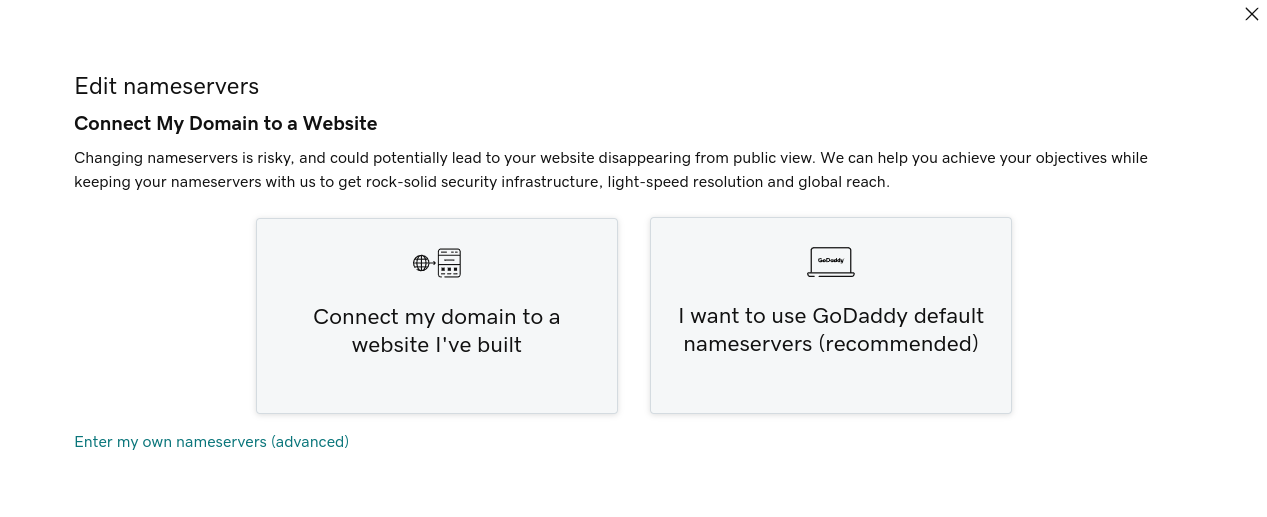 Edit nameservers
Connect My Domain to a Website
Changing nameservers is risky, and could potentially lead to your website disappearing from public view. We can help you achieve your objectives while
keeping your nameservers with us to get rock-solid security infrastructure, light-speed resolution and global reach.
Connect my domain to a
website I've built
GoDaddy
I want to use GoDaddy default
nameservers (recommended)
Enter my own nameservers (advanced)